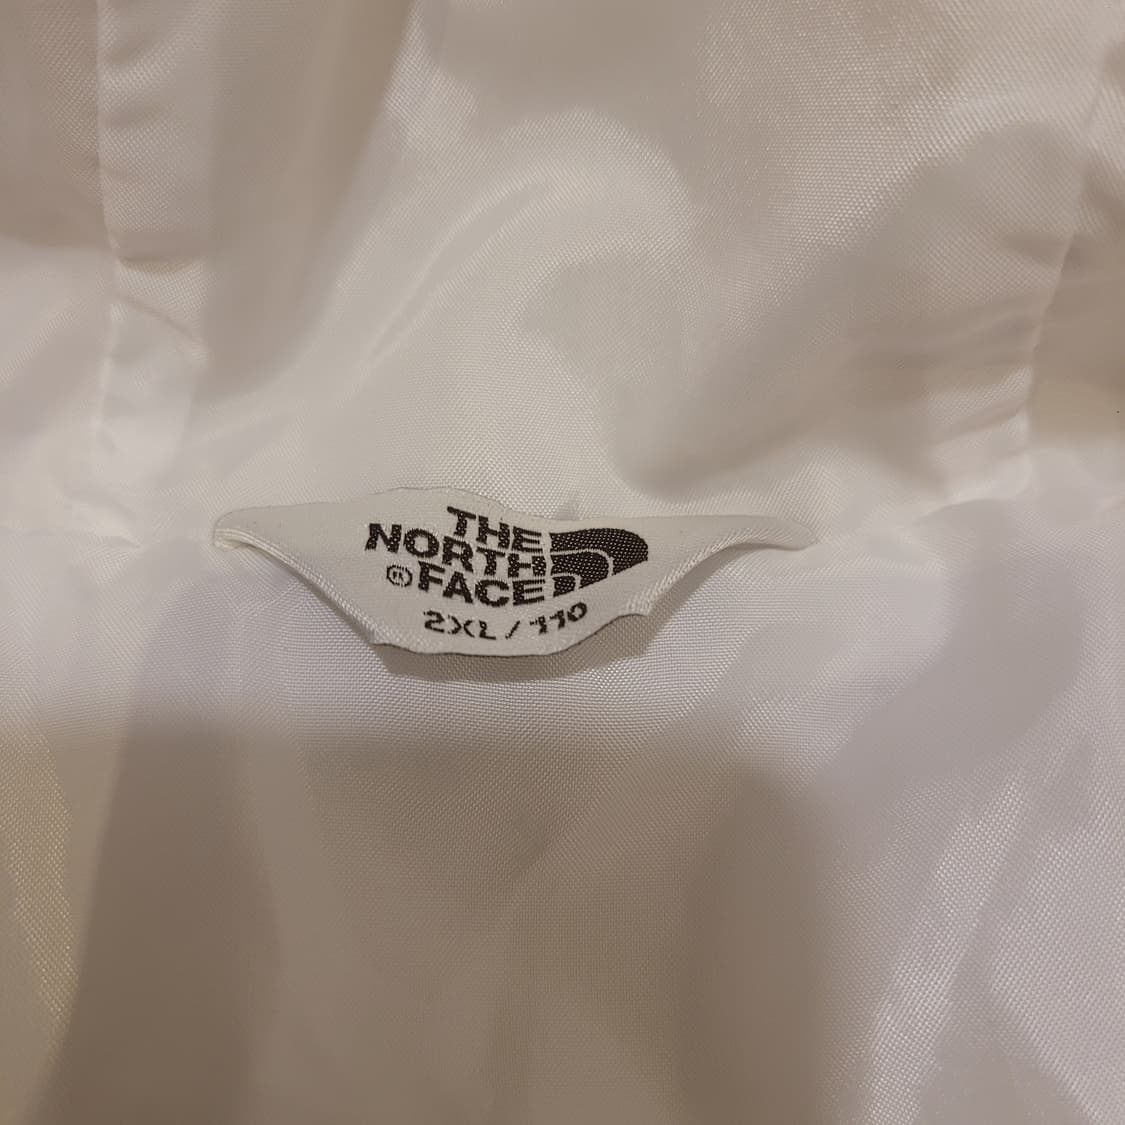 THE
NORTH
®FACE
2XL/110